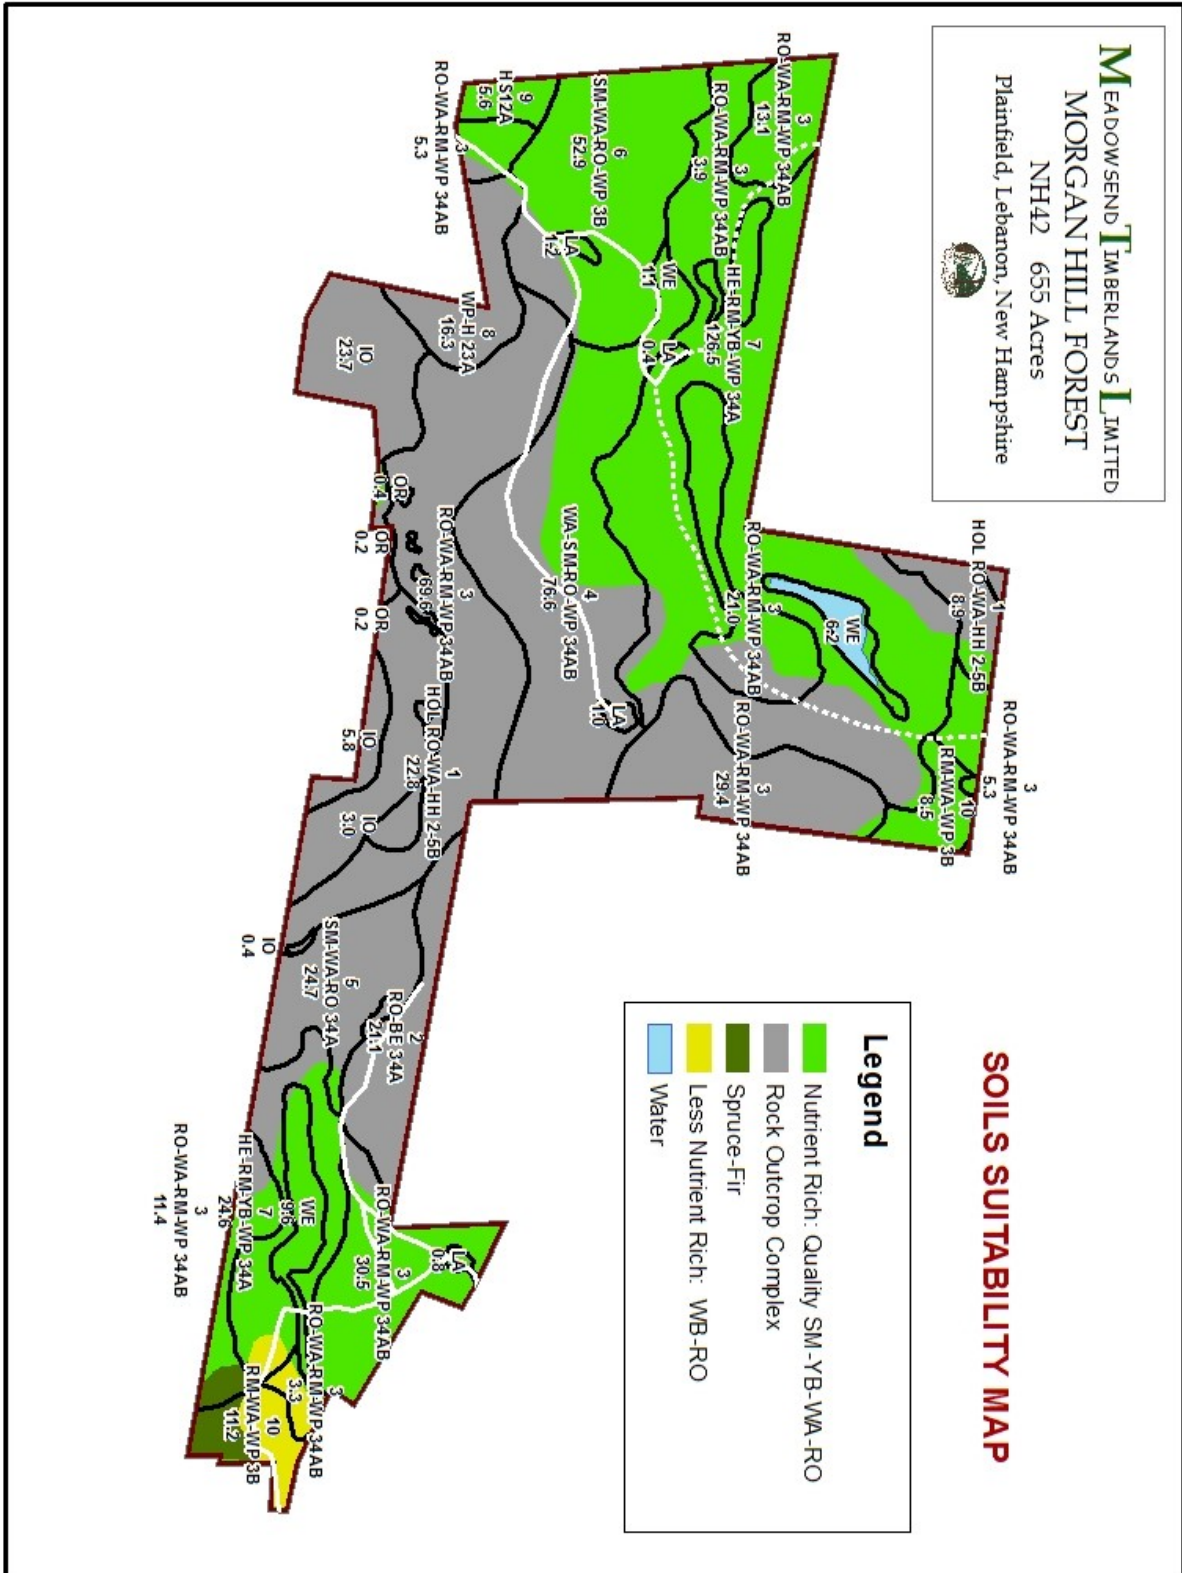 MEADOWSEND TIMBERLANDS LIMITED
MORGAN HILL FOREST
NH42 655 Acres
Plainfield, Lebanon, New Hampshire
SOILS SUITABILITY MAP
Legend
Nutrient Rich: Quality SM-YB-WA-RO
Rock Outcrop Complex
Spruce-Fir
Less Nutrient Rich: WB-RO
Water
3
RO-WA-RM-WP 34AB
13.1
3
RO-WA-RM-WP 34AB
3.9
7
HE-RM-YB-WP 34A
126.5
6
SM-WA-RO-WP 3B
52.9
9
HS12A
5.6
3
RO-WA-RM-WP 34AB
5.3
LA
1.2
WE
1.1
LA
0.4
8
WP-H 23A
16.3
IO
23.7
OR
0.4
OR
0.2
OR
0.2
3
RO-WA-RM-WP 34AB
69.6
4
WA-SM-RO-WP 34AB
76.6
LA
1.0
3
RO-WA-RM-WP 34AB
21.0
WE
6.2
1
HOL RO-WA-HH 2-5B
8.9
3
RO-WA-RM-WP 34AB
5.3
10
RM-WA-WP 3B
8.5
3
RO-WA-RM-WP 34AB
29.4
1
HOL RO-WA-HH 2-5B
22.8
IO
5.8
IO
3.0
IO
0.4
5
SM-WA-RO 34A
24.7
2
RO-BE 34A
21.1
3
RO-WA-RM-WP 34AB
30.5
LA
0.8
WE
9.6
7
HE-RM-YB-WP 34A
24.6
3
RO-WA-RM-WP 34AB
11.4
3
RO-WA-RM-WP 34AB
3.3
10
RM-WA-WP 3B
11.2